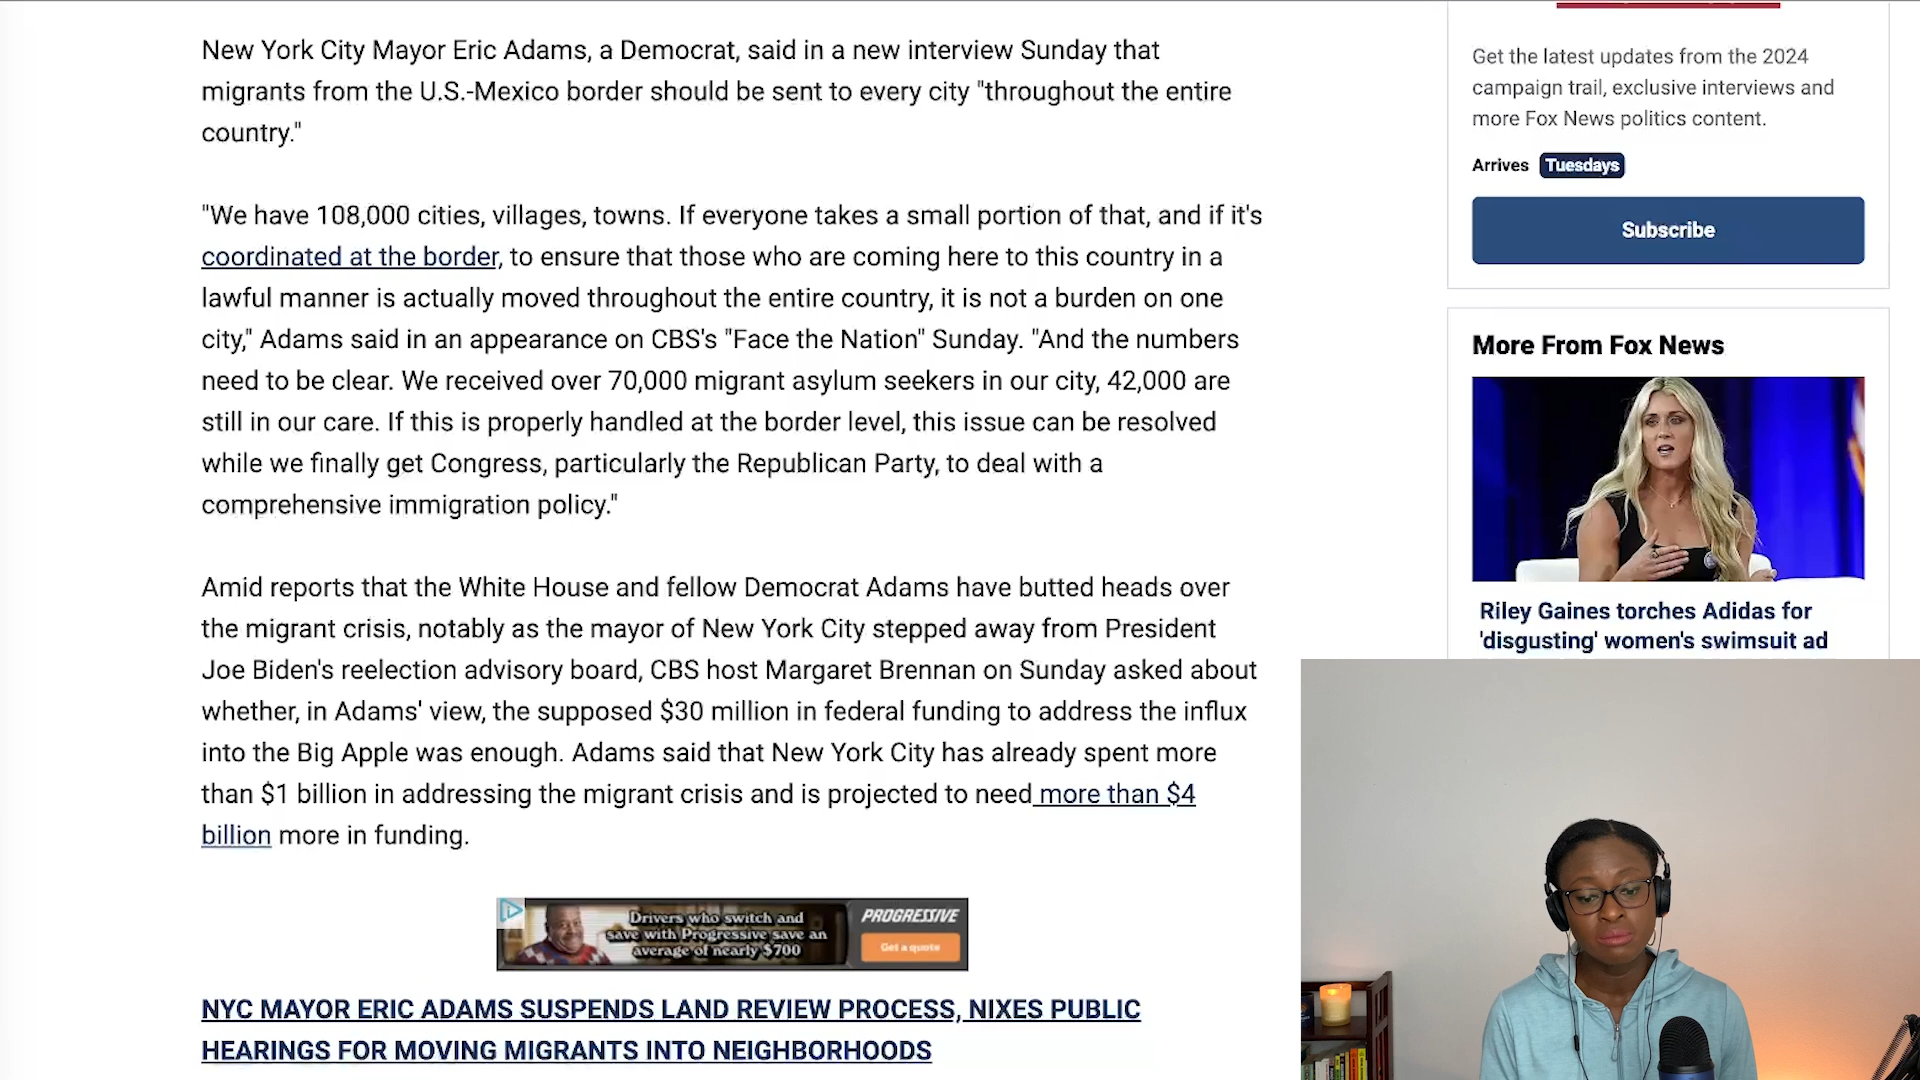 New York City Mayor Eric Adams, a Democrat, said in a new interview Sunday that
migrants from the U.S.-Mexico border should be sent to every city "throughout the entire
country."
"We have 108,000 cities, villages, towns. If everyone takes a small portion of that, and if it's
coordinated at the border, to ensure that those who are coming here to this country in a
lawful manner is actually moved throughout the entire country, it is not a burden on one
city," Adams said in an appearance on CBS's "Face the Nation" Sunday. "And the numbers
need to be clear. We received over 70,000 migrant asylum seekers in our city, 42,000 are
still in our care. If this is properly handled at the border level, this issue can be resolved
while we finally get Congress, particularly the Republican Party, to deal with a
comprehensive immigration policy."
Amid reports that the White House and fellow Democrat Adams have butted heads over
the migrant crisis, notably as the mayor of New York City stepped away from President
Joe Biden's reelection advisory board, CBS host Margaret Brennan on Sunday asked about
whether, in Adams' view, the supposed $30 million in federal funding to address the influx
into the Big Apple was enough. Adams said that New York City has already spent more
than $1 billion in addressing the migrant crisis and is projected to need more than $4
billion more in funding.
Drivers who switch and
save with Progressive save an
average of nearly $700
PROGRESSIVE
Get a quote
NYC MAYOR ERIC ADAMS SUSPENDS LAND REVIEW PROCESS, NIXES PUBLIC
HEARINGS FOR MOVING MIGRANTS INTO NEIGHBORHOODS
Get the latest updates from the 2024
campaign trail, exclusive interviews and
more Fox News politics content.
Arrives Tuesdays
Subscribe
More From Fox News
Riley Gaines torches Adidas for
'disgusting' women's swimsuit ad